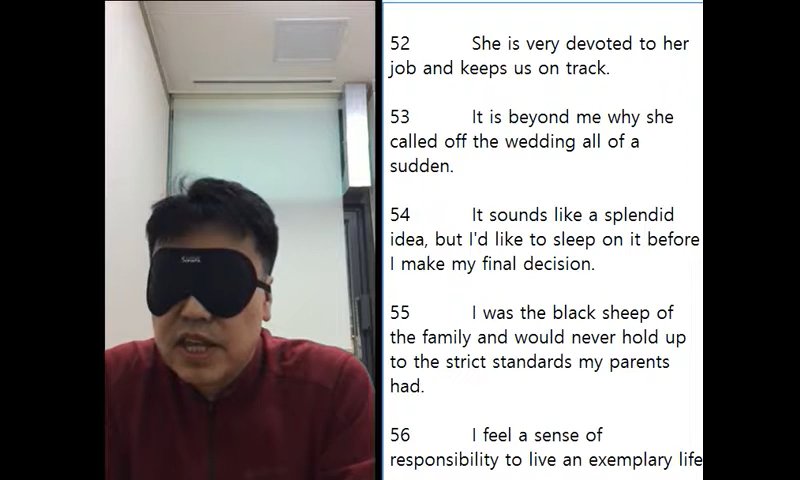 52 She is very devoted to her
job and keeps us on track.
53 It is beyond me why she
called off the wedding all of a
sudden.
54 It sounds like a splendid
idea, but I'd like to sleep on it before
I make my final decision.
55 I was the black sheep of
the family and would never hold up
to the strict standards my parents
had.
56 I feel a sense of
responsibility to live an exemplary life